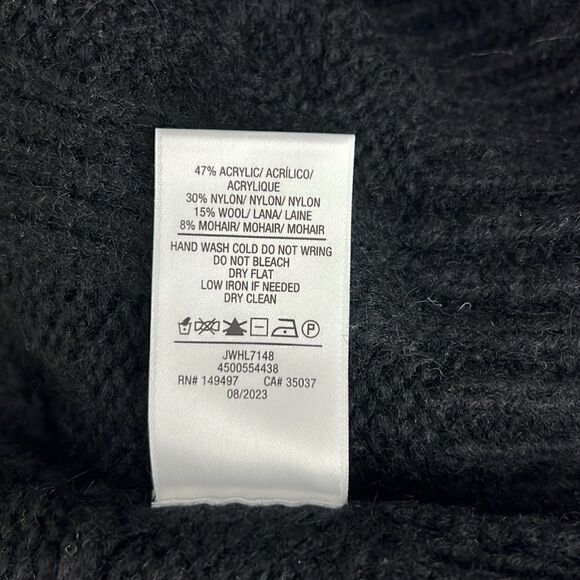 47% ACRYLIC/ ACRÍLICO/
ACRYLIQUE
30% NYLON/ NYLON/ NYLON
15% WOOL/ LANA/ LAINE
8% MOHAIR/ MOHAIR/ MOHAIR
HAND WASH COLD DO NOT WRING
DO NOT BLEACH
DRY FLAT
LOW IRON IF NEEDED
DRY CLEAN
P
JWHL7148
4500554438
RN# 149497 CA# 35037
08/2023